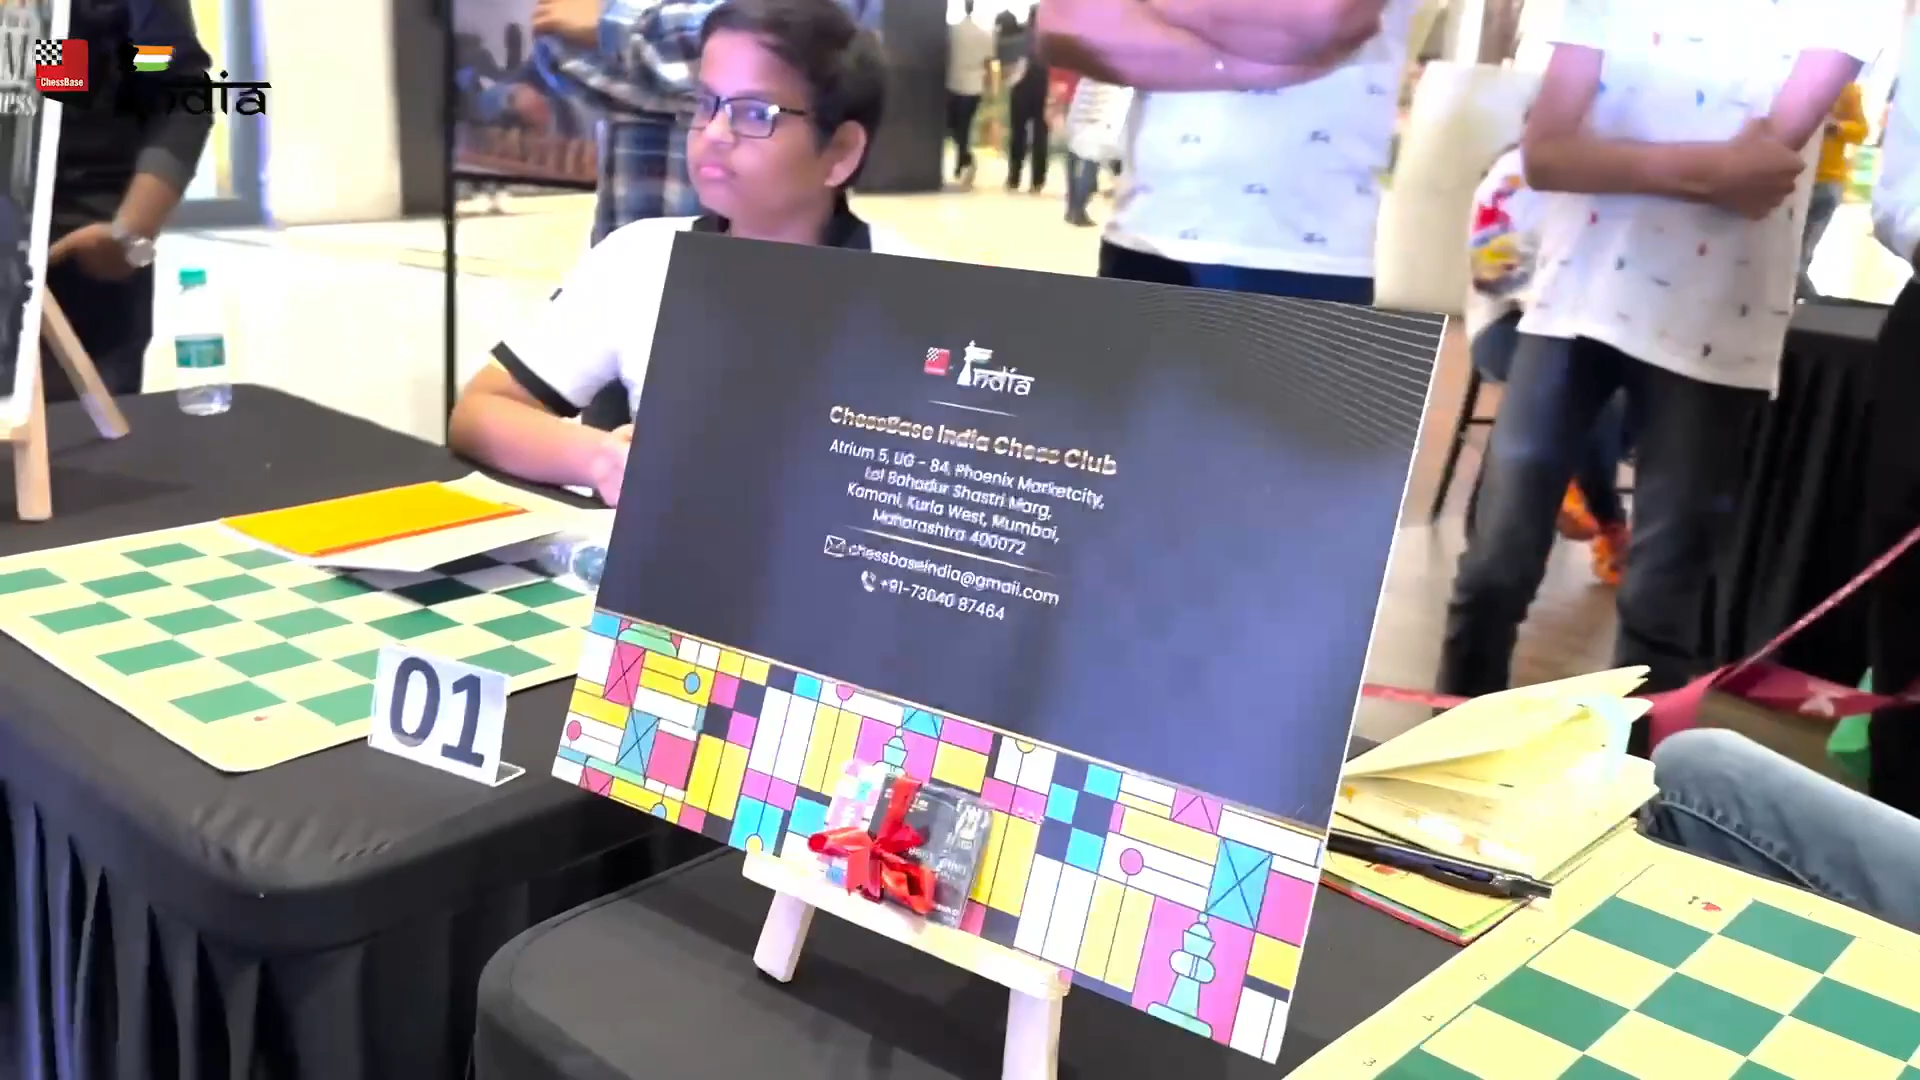 ChessBase
India
India
ChessBase India Chess Club
Atrium 5, UG - 84, Phoenix Marketcity,
Lal Bahadur Shastri Marg,
Kamani, Kurla West, Mumbai,
Maharashtra 400072
chessbaseindia@gmail.com
+91-73040 87464
01